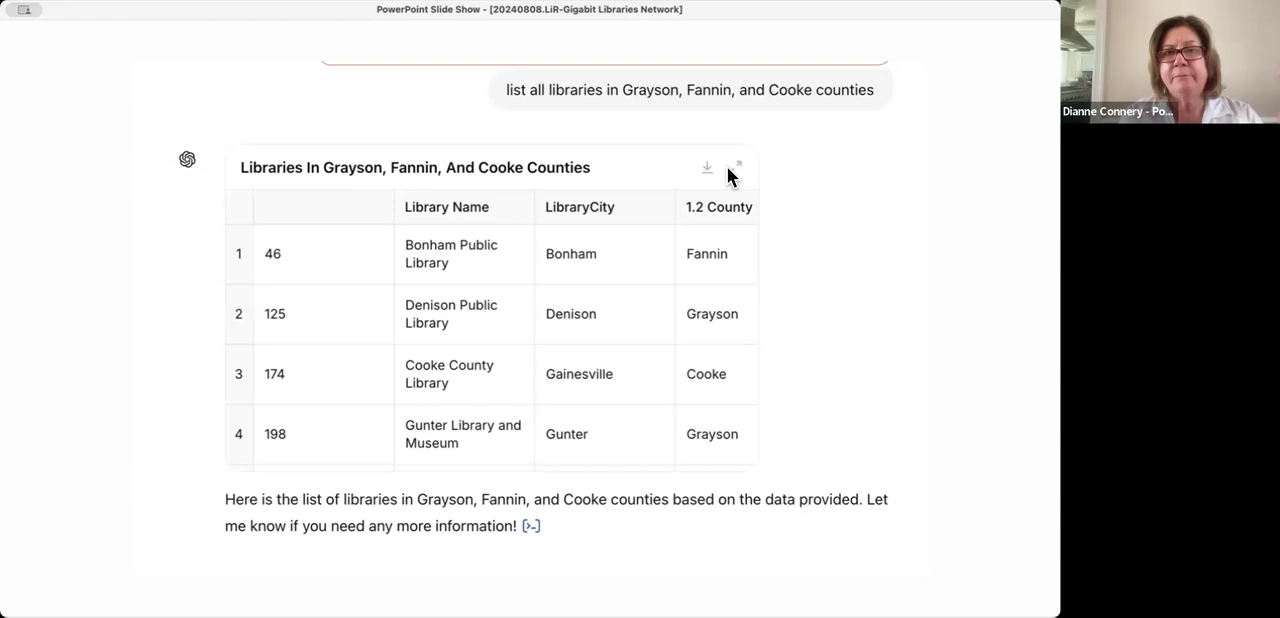 PowerPoint Slide Show - [20240808.LiR-Gigabit Libraries Network]
list all libraries in Grayson, Fannin, and Cooke counties
Libraries In Grayson, Fannin, And Cooke Counties
Library Name LibraryCity 1.2 County
1 46 Bonham Public Library Bonham Fannin
2 125 Denison Public Library Denison Grayson
3 174 Cooke County Library Gainesville Cooke
4 198 Gunter Library and Museum Gunter Grayson
Here is the list of libraries in Grayson, Fannin, and Cooke counties based on the data provided. Let
me know if you need any more information! [>-]
Dianne Connery - Po...